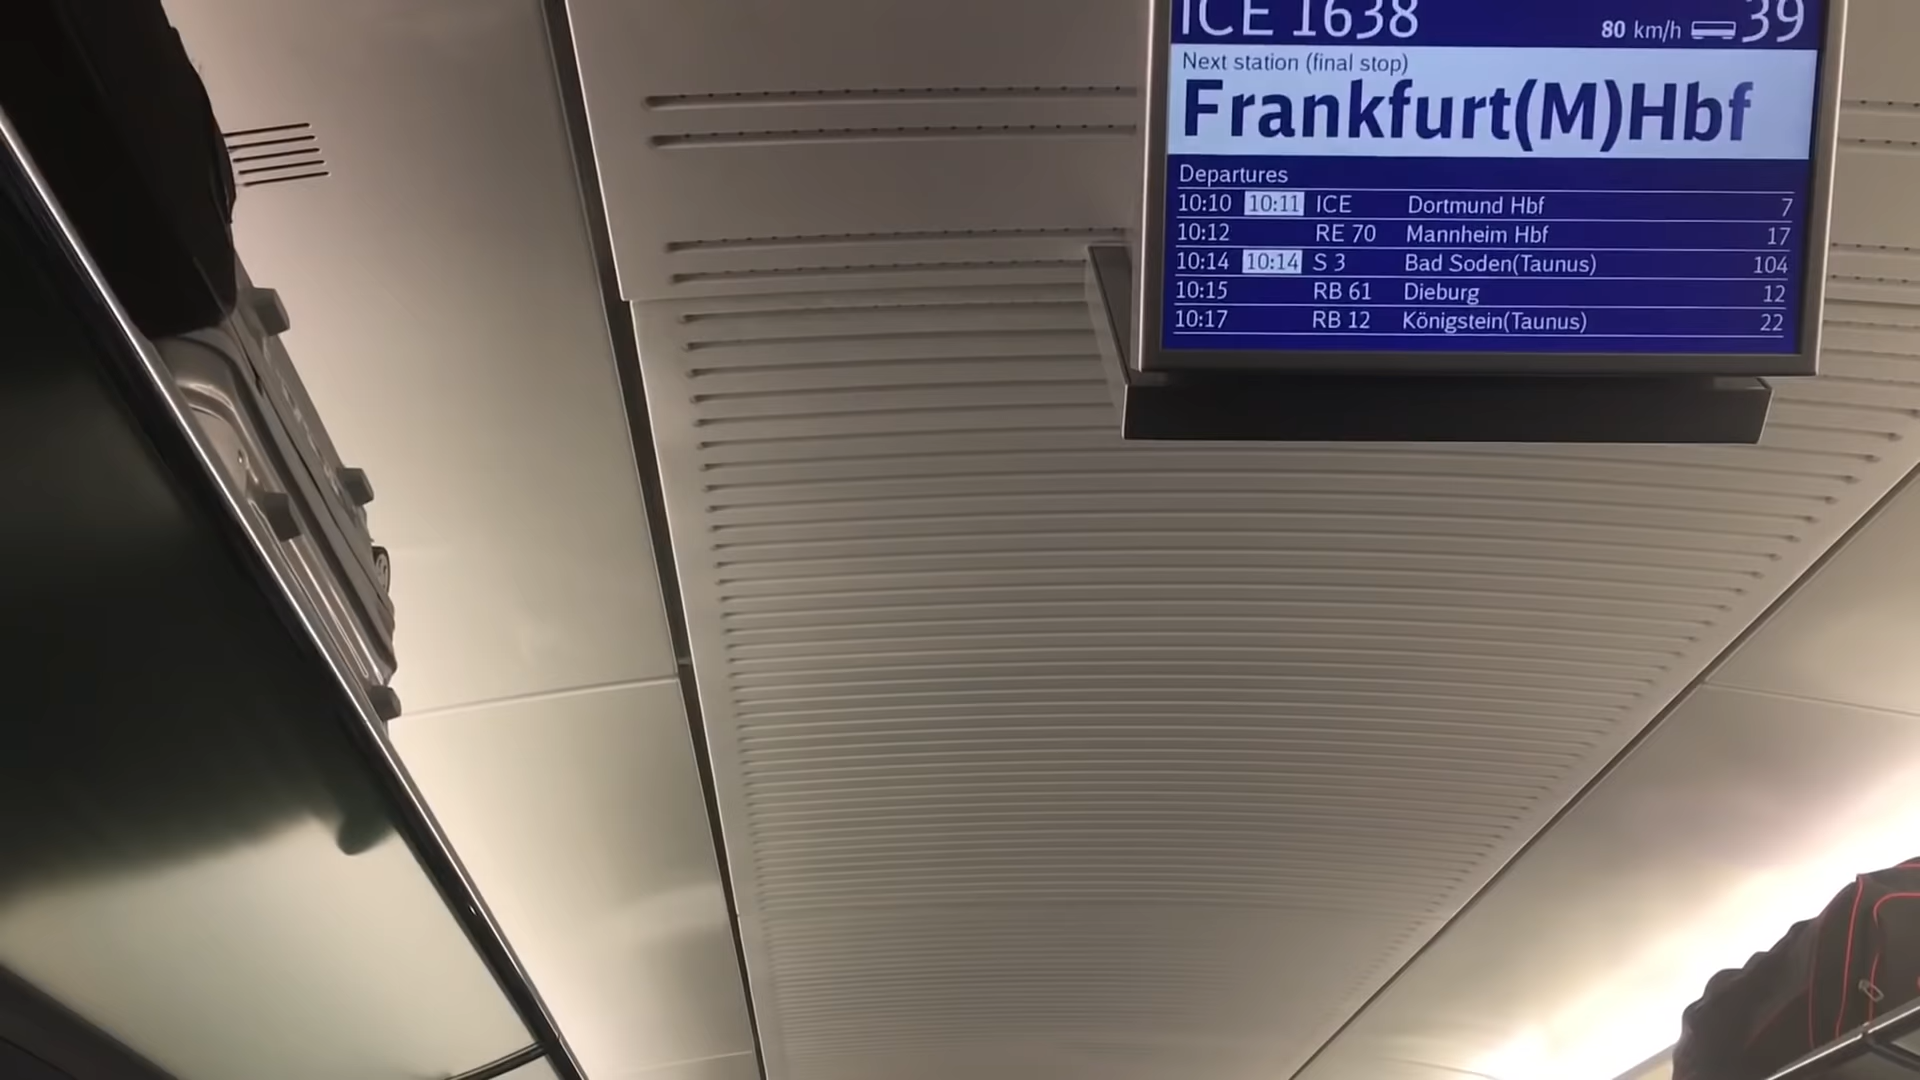 ICE 1638 80 km/h 39
Next station (final stop)
Frankfurt(M)Hbf
Departures
10:10 10:11 ICE Dortmund Hbf 7
10:12 RE 70 Mannheim Hbf 17
10:14 10:14 S 3 Bad Soden(Taunus) 104
10:15 RB 61 Dieburg 12
10:17 RB 12 Königstein(Taunus) 22